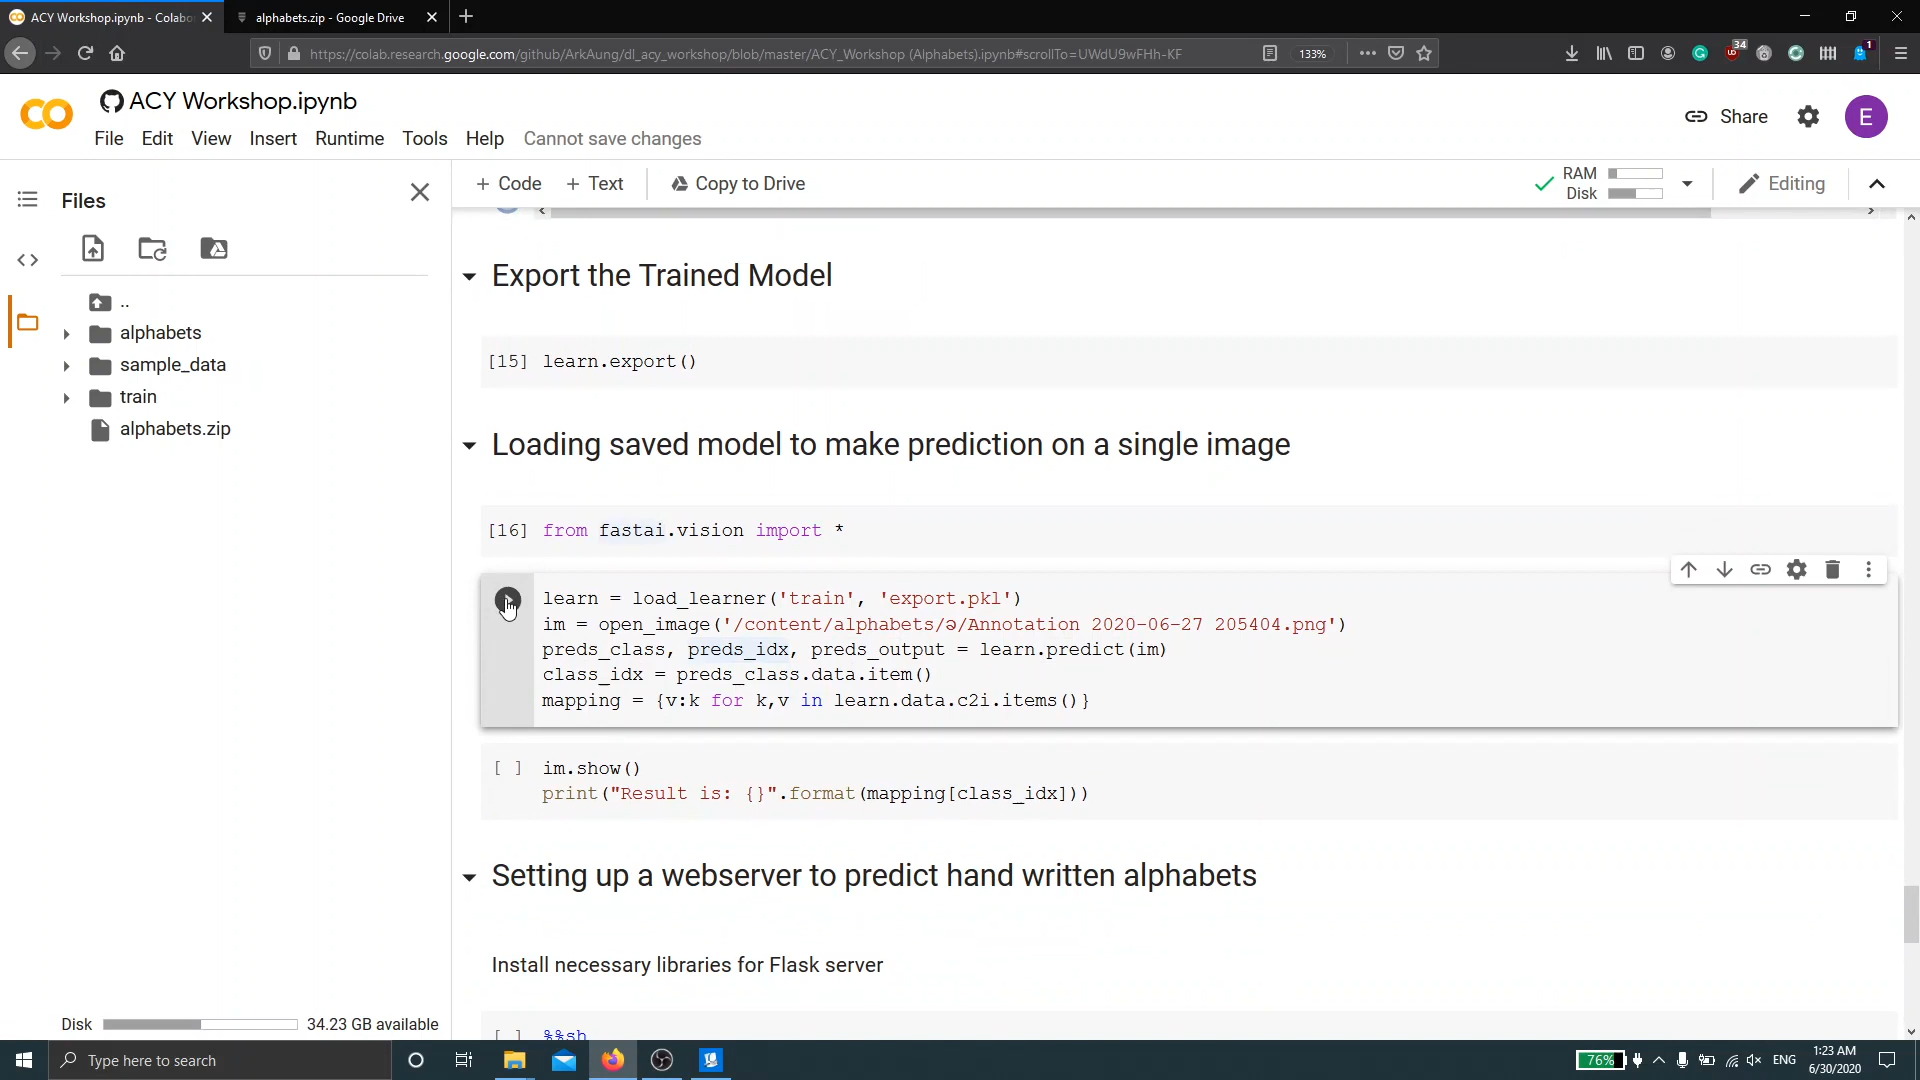 ACY Workshop.ipynb - Colabo
alphabets.zip - Google Drive
https://colab.research.google.com/github/ArkAung/dl_acy_workshop/blob/master/ACY_Workshop (Alphabets).ipynb#scrollTo=UWdU9wFHh-KF
133%
34
1
ACY Workshop.ipynb
File Edit View Insert Runtime Tools Help Cannot save changes
Share
E
Files
+ Code + Text Copy to Drive
RAM
Disk
Editing
..
alphabets
sample_data
train
alphabets.zip
Disk 34.23 GB available
Export the Trained Model
[15] learn.export()
Loading saved model to make prediction on a single image
[16] from fastai.vision import *
learn = load_learner('train', 'export.pkl')
im = open_image('/content/alphabets/ə/Annotation 2020-06-27 205404.png')
preds_class, preds_idx, preds_output = learn.predict(im)
class_idx = preds_class.data.item()
mapping = {v:k for k,v in learn.data.c2i.items()}
[ ] im.show()
print("Result is: {}".format(mapping[class_idx]))
Setting up a webserver to predict hand written alphabets
Install necessary libraries for Flask server
[ ] %%sh
Type here to search
76%
ENG
1:23 AM
6/30/2020